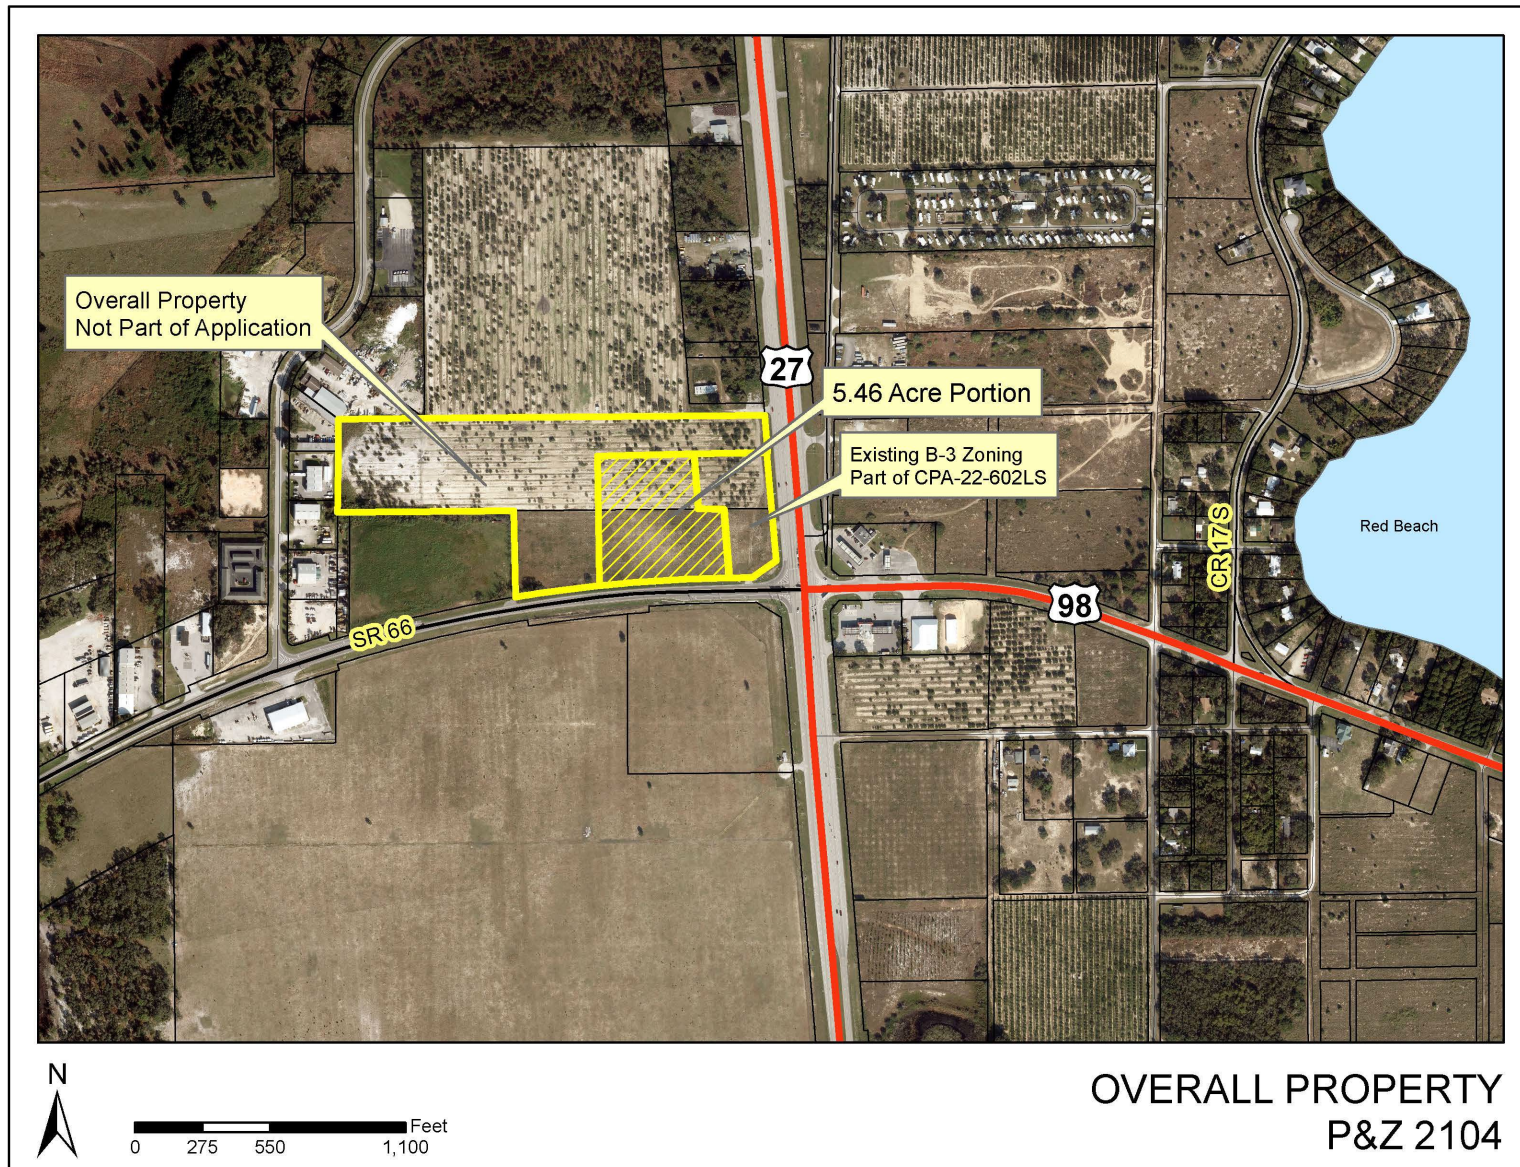 Overall Property
Not Part of Application
27
5.46 Acre Portion
Existing B-3 Zoning
Part of CPA-22-602LS
Red Beach
CR 17S
98
SR 66
N
Feet
0 275 550 1,100
OVERALL PROPERTY
P&Z 2104